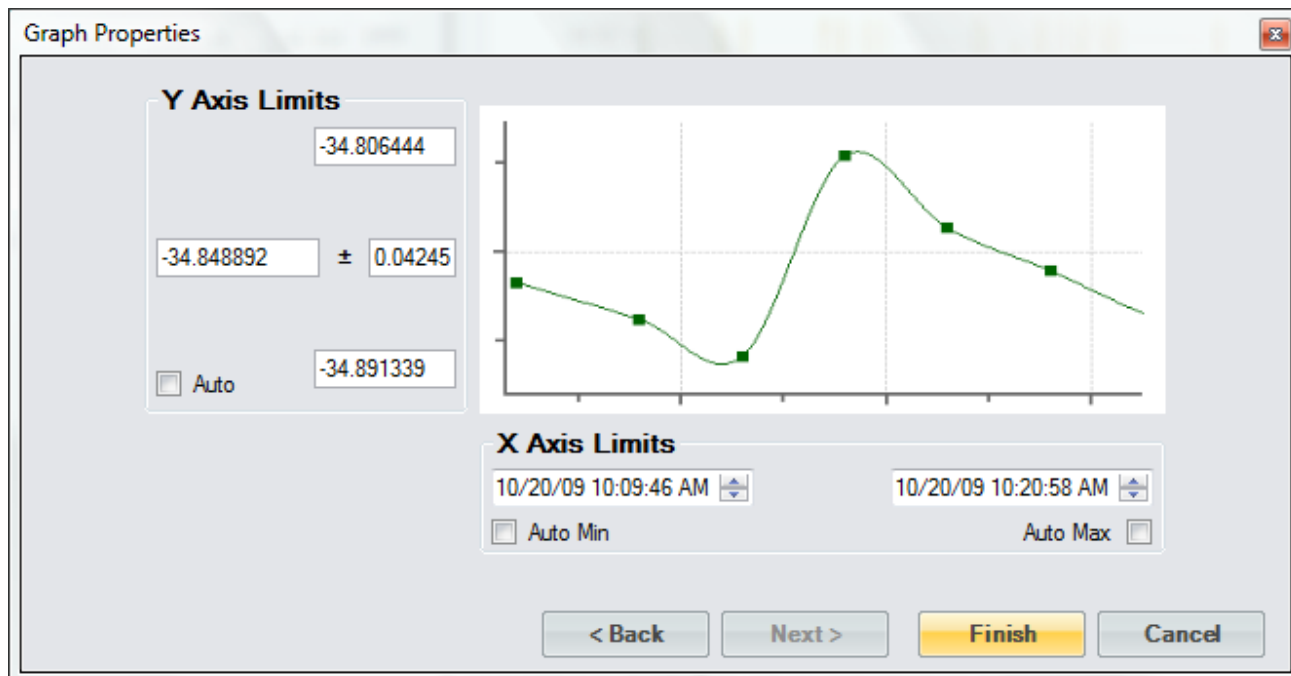 Graph Properties
Y Axis Limits
-34.806444
-34.848892 ± 0.04245
-34.891339
Auto
X Axis Limits
10/20/09 10:09:46 AM
10/20/09 10:20:58 AM
Auto Min
Auto Max
< Back
Next >
Finish
Cancel